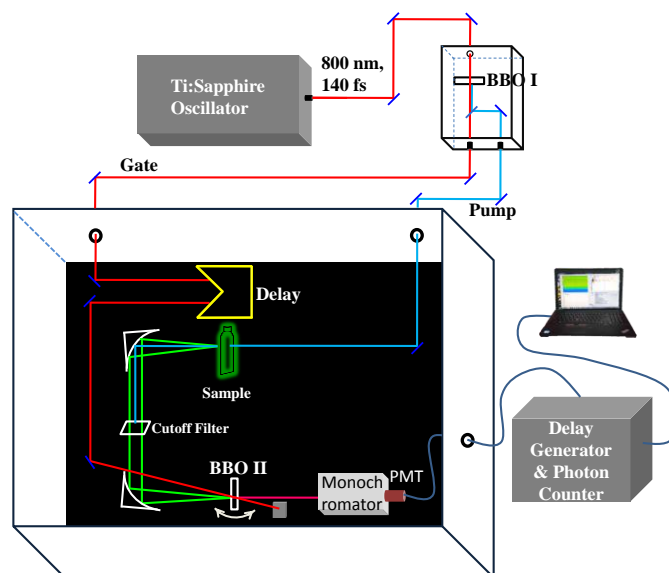 800 nm,
140 fs
Ti:Sapphire
Oscillator
BBO I
Gate
Pump
Delay
Sample
Cutoff Filter
BBO II
Monoch
romator
PMT
Delay
Generator
& Photon
Counter